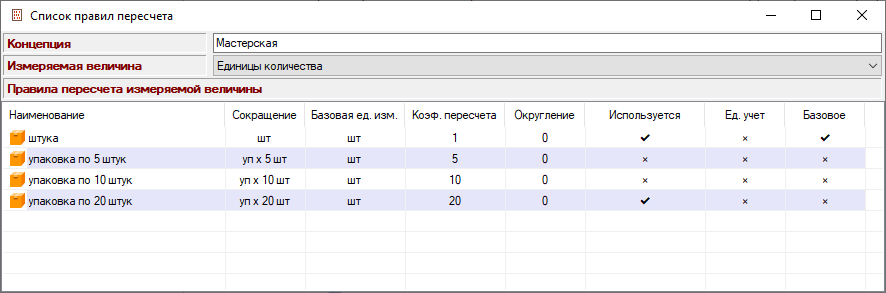 Список правил пересчета
Концепция Мастерская
Измеряемая величина Единицы количества
Правила пересчета измеряемой величины
Наименование Сокращение Базовая ед. изм. Коэф. пересчета Округление Используется Ед. учет Базовое
штука шт шт 1 0 ✓ × ✓
упаковка по 5 штук уп х 5 шт шт 5 0 × × ×
упаковка по 10 штук уп х 10 шт шт 10 0 × × ×
упаковка по 20 штук уп х 20 шт шт 20 0 ✓ × ×